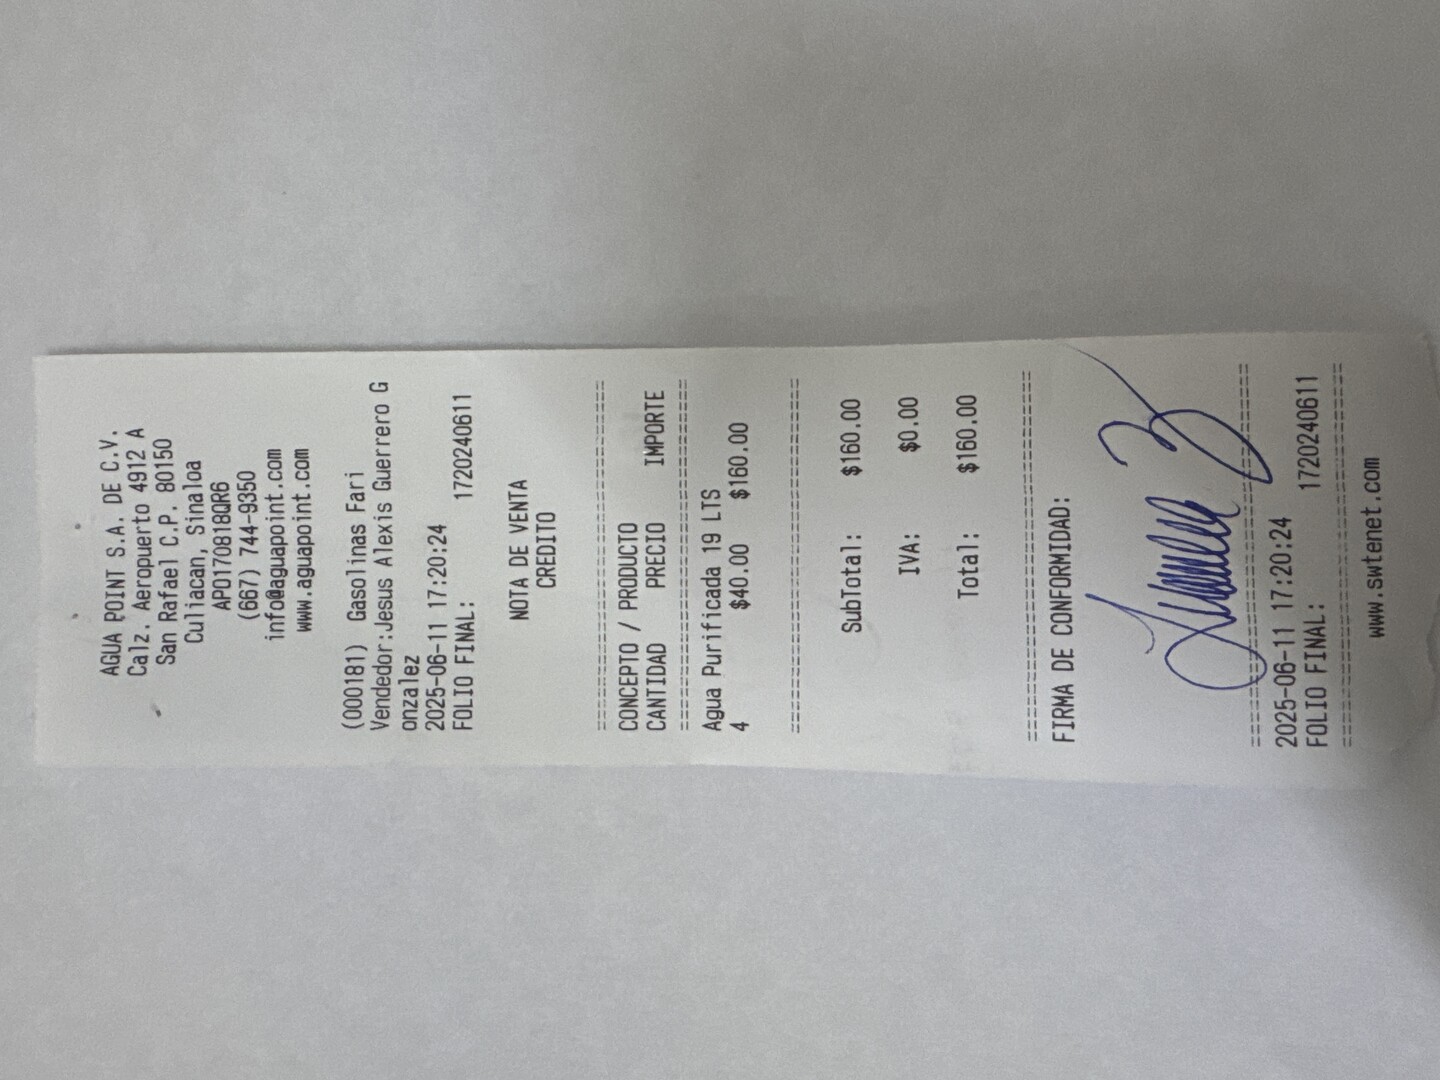 AGUA POINT S.A. DE C.V.
Calz. Aeropuerto 4912 A
San Rafael C.P. 80150
Culiacan, Sinaloa
APO170818QR6
(667) 744-9350
info@aguapoint.com
www.aguapoint.com
(000181) Gasolinas Fari
Vendedor:Jesus Alexis Guerrero G
onzalez
2025-06-11 17:20:24
FOLIO FINAL: 1720240611
NOTA DE VENTA
CREDITO
================================
CONCEPTO / PRODUCTO
CANTIDAD PRECIO IMPORTE
================================
Agua Purificada 19 LTS
4 $40.00 $160.00
================================
SubTotal: $160.00
IVA: $0.00
Total: $160.00
================================
FIRMA DE CONFORMIDAD:
================================
2025-06-11 17:20:24
FOLIO FINAL: 1720240611
================================
www.swtenet.com